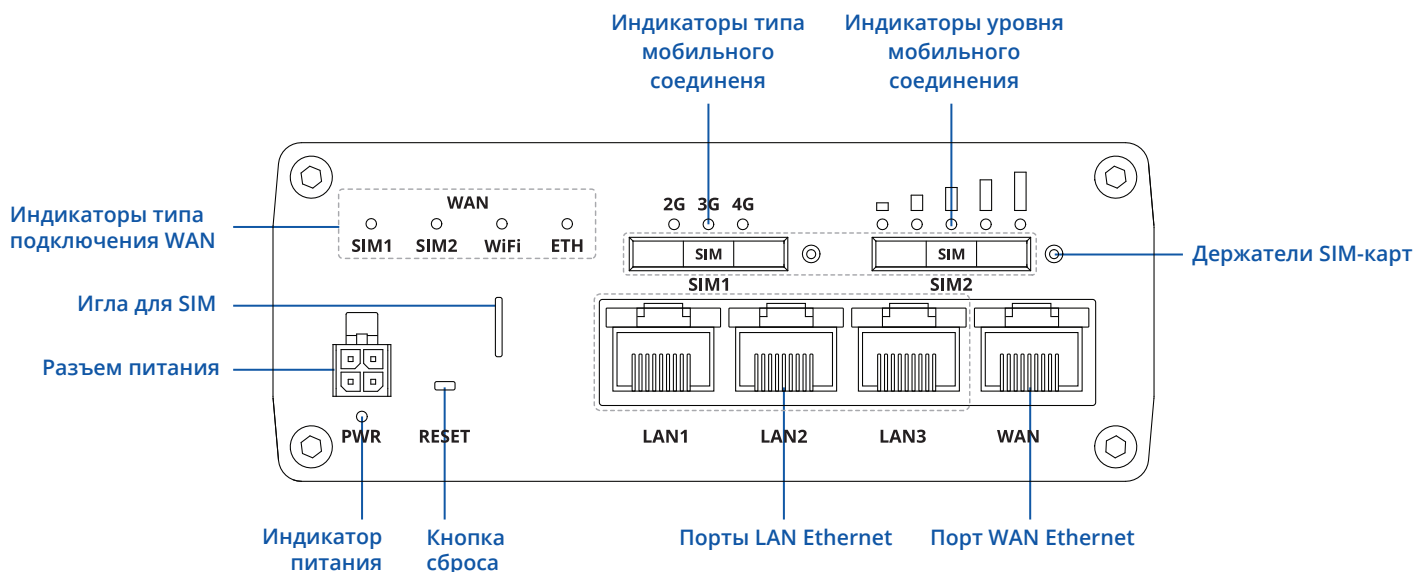 Индикаторы типа
мобильного
соединеня
Индикаторы уровня
мобильного
соединения
Индикаторы типа
подключения WAN
WAN
SIM1 SIM2 WiFi ETH
2G 3G 4G
SIM
SIM
SIM1
SIM2
Держатели SIM-карт
Игла для SIM
Разъем питания
PWR
RESET
LAN1
LAN2
LAN3
WAN
Индикатор
питания
Кнопка
сброса
Порты LAN Ethernet
Порт WAN Ethernet